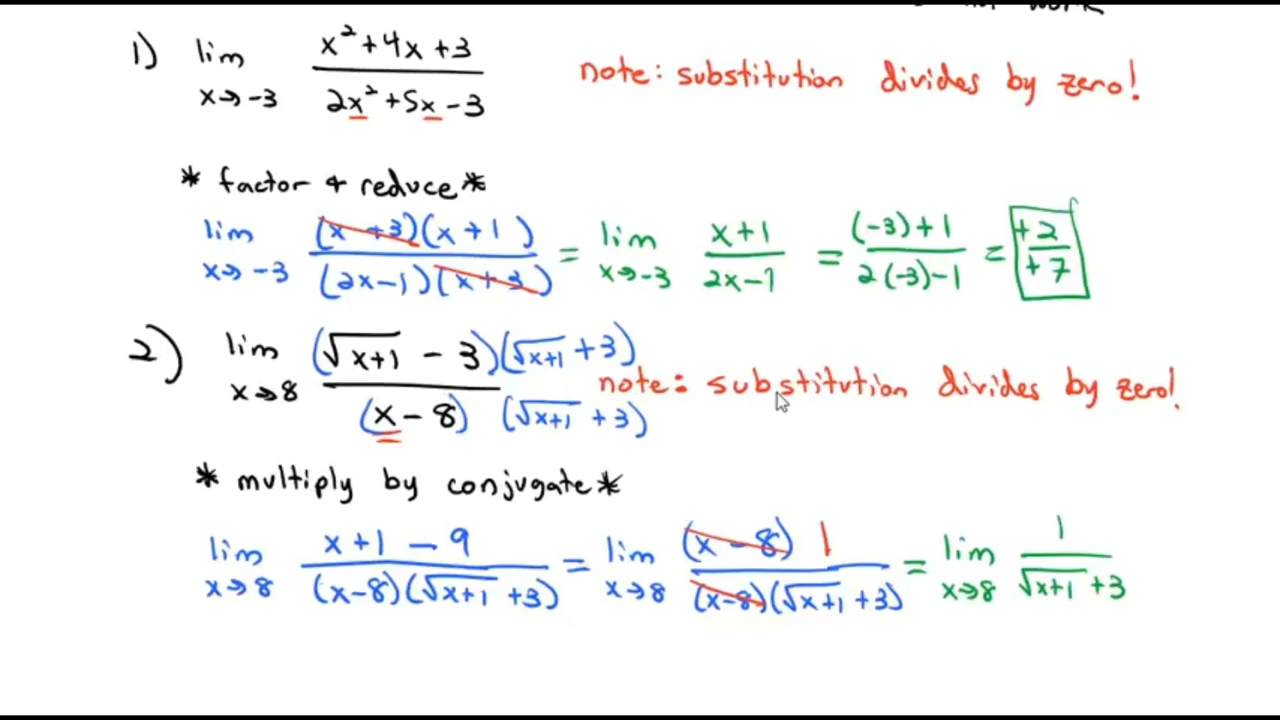 not work
1) lim x→-3 (x²+4x+3)/(2x²+5x-3) note: substitution divides by zero!
* factor & reduce *
lim x→-3 ((x+3)(x+1))/((2x-1)(x+3)) = lim x→-3 (x+1)/(2x-1) = ((-3)+1)/(2(-3)-1) = +2/+7
2) lim x→8 ((√x+1 - 3)(√x+1 + 3))/((x-8)(√x+1 + 3)) note: substitution divides by zero!
* multiply by conjugate *
lim x→8 (x+1-9)/((x-8)(√x+1 + 3)) = lim x→8 ((x-8) 1)/((x-8)(√x+1 + 3)) = lim x→8 1/(√x+1 + 3)